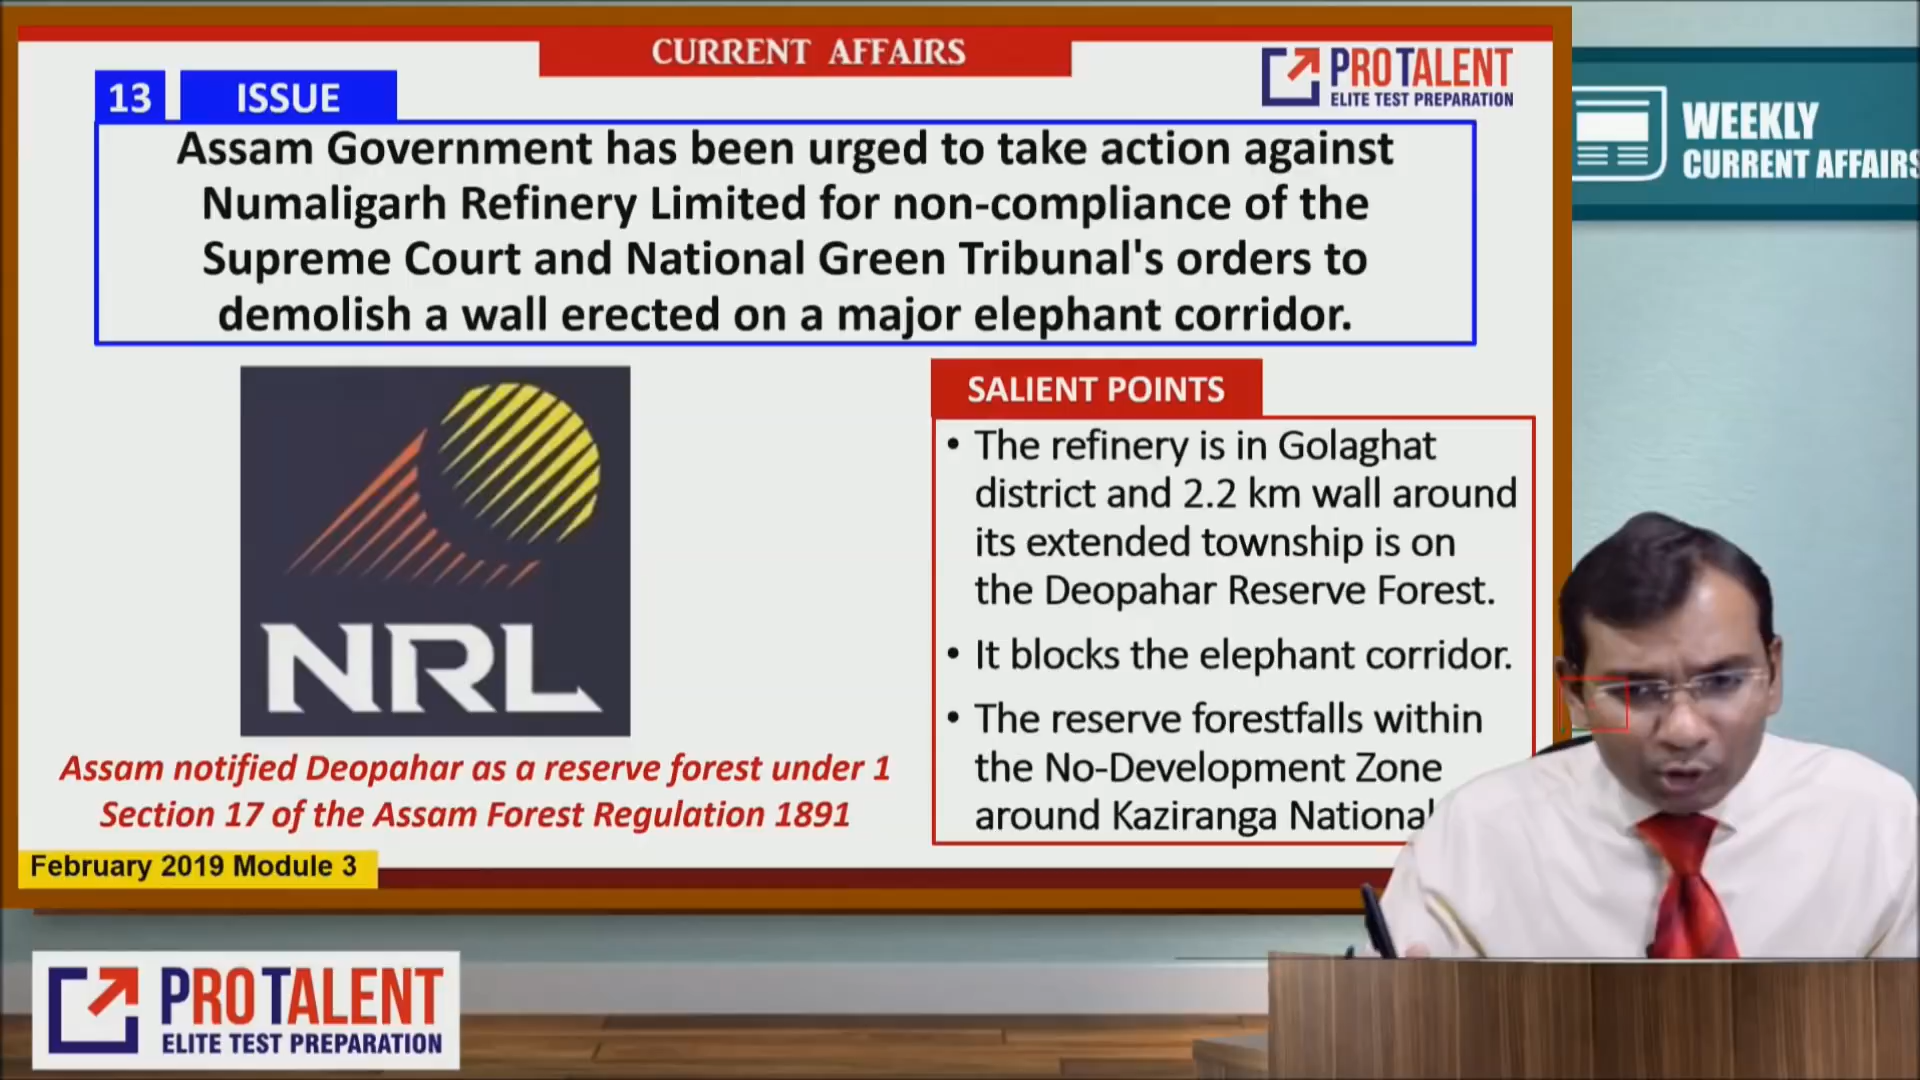 CURRENT AFFAIRS
PROTALENT
ELITE TEST PREPARATION
13 ISSUE
Assam Government has been urged to take action against
Numaligarh Refinery Limited for non-compliance of the
Supreme Court and National Green Tribunal's orders to
demolish a wall erected on a major elephant corridor.
WEEKLY
CURRENT AFFAIRS
NRL
Assam notified Deopahar as a reserve forest under 1
Section 17 of the Assam Forest Regulation 1891
SALIENT POINTS
• The refinery is in Golaghat
district and 2.2 km wall around
its extended township is on
the Deopahar Reserve Forest.
• It blocks the elephant corridor.
• The reserve forestfalls within
the No-Development Zone
around Kaziranga National
February 2019 Module 3
PROTALENT
ELITE TEST PREPARATION